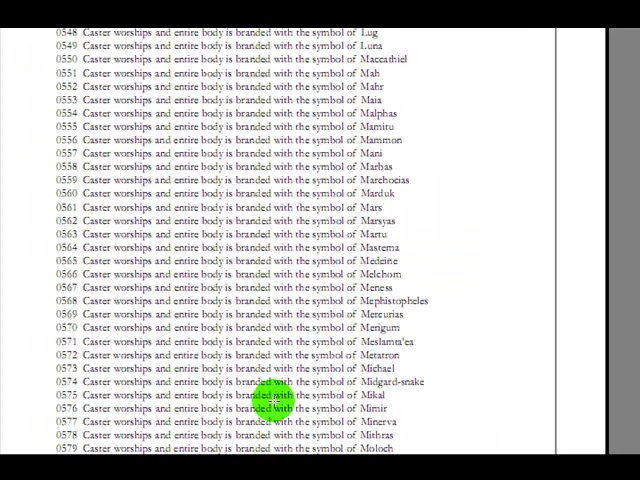 0548 Caster worships and entire body is branded with the symbol of Lug
0549 Caster worships and entire body is branded with the symbol of Luna
0550 Caster worships and entire body is branded with the symbol of Maccathiel
0551 Caster worships and entire body is branded with the symbol of Mah
0552 Caster worships and entire body is branded with the symbol of Mahr
0553 Caster worships and entire body is branded with the symbol of Maia
0554 Caster worships and entire body is branded with the symbol of Malphas
0555 Caster worships and entire body is branded with the symbol of Mamitu
0556 Caster worships and entire body is branded with the symbol of Mammon
0557 Caster worships and entire body is branded with the symbol of Mani
0558 Caster worships and entire body is branded with the symbol of Marbas
0559 Caster worships and entire body is branded with the symbol of Marchocias
0560 Caster worships and entire body is branded with the symbol of Marduk
0561 Caster worships and entire body is branded with the symbol of Mars
0562 Caster worships and entire body is branded with the symbol of Marsyas
0563 Caster worships and entire body is branded with the symbol of Martu
0564 Caster worships and entire body is branded with the symbol of Mastema
0565 Caster worships and entire body is branded with the symbol of Medeine
0566 Caster worships and entire body is branded with the symbol of Melchom
0567 Caster worships and entire body is branded with the symbol of Meness
0568 Caster worships and entire body is branded with the symbol of Mephistopheles
0569 Caster worships and entire body is branded with the symbol of Mercurias
0570 Caster worships and entire body is branded with the symbol of Merigum
0571 Caster worships and entire body is branded with the symbol of Meslamta'ea
0572 Caster worships and entire body is branded with the symbol of Metatron
0573 Caster worships and entire body is branded with the symbol of Michael
0574 Caster worships and entire body is branded with the symbol of Midgard-snake
0575 Caster worships and entire body is branded with the symbol of Mikal
0576 Caster worships and entire body is branded with the symbol of Mimir
0577 Caster worships and entire body is branded with the symbol of Minerva
0578 Caster worships and entire body is branded with the symbol of Mithras
0579 Caster worships and entire body is branded with the symbol of Moloch